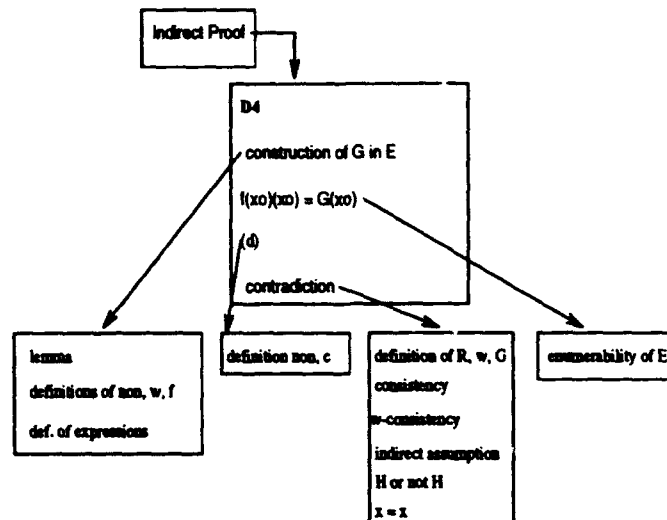 Indirect Proof
D4
construction of G in E
f(xo)(xo) = G(xo)
(d)
contradiction
lemma
definitions of non, w, f
def. of expressions
definition non, c
definition of R, w, G
consistency
w-consistency
indirect assumption
H or not H
x = x
enumerability of E